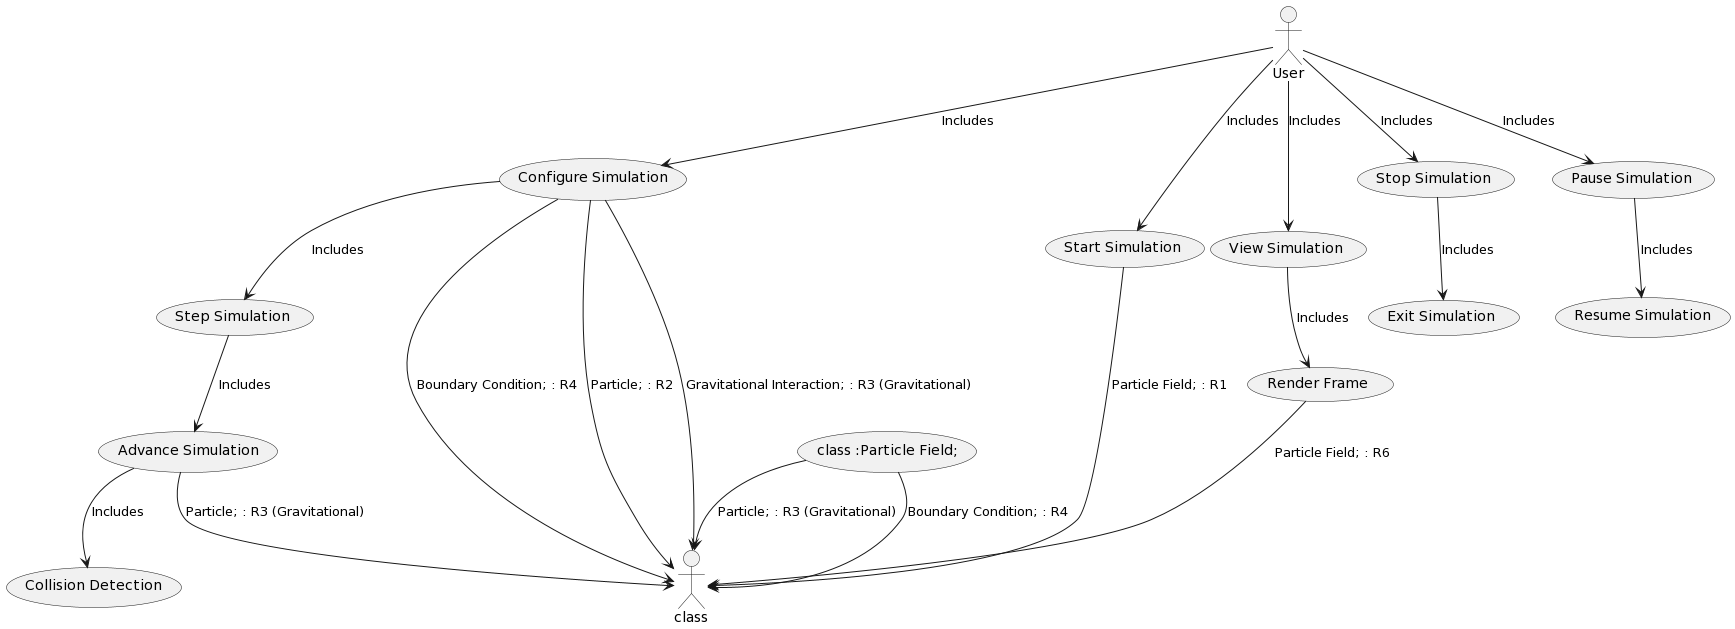 User
Includes
Includes
Includes
Includes
Includes
Configure Simulation
Stop Simulation
Pause Simulation
Start Simulation
View Simulation
Includes
Includes
Includes
Step Simulation
Includes
Exit Simulation
Resume Simulation
Includes
Boundary Condition; : R4
Particle; : R2
Gravitational Interaction; : R3 (Gravitational)
Particle Field; : R1
Render Frame
Advance Simulation
class :Particle Field;
Particle Field; : R6
Includes
Particle; : R3 (Gravitational)
Particle; : R3 (Gravitational)
Boundary Condition; : R4
Collision Detection
class